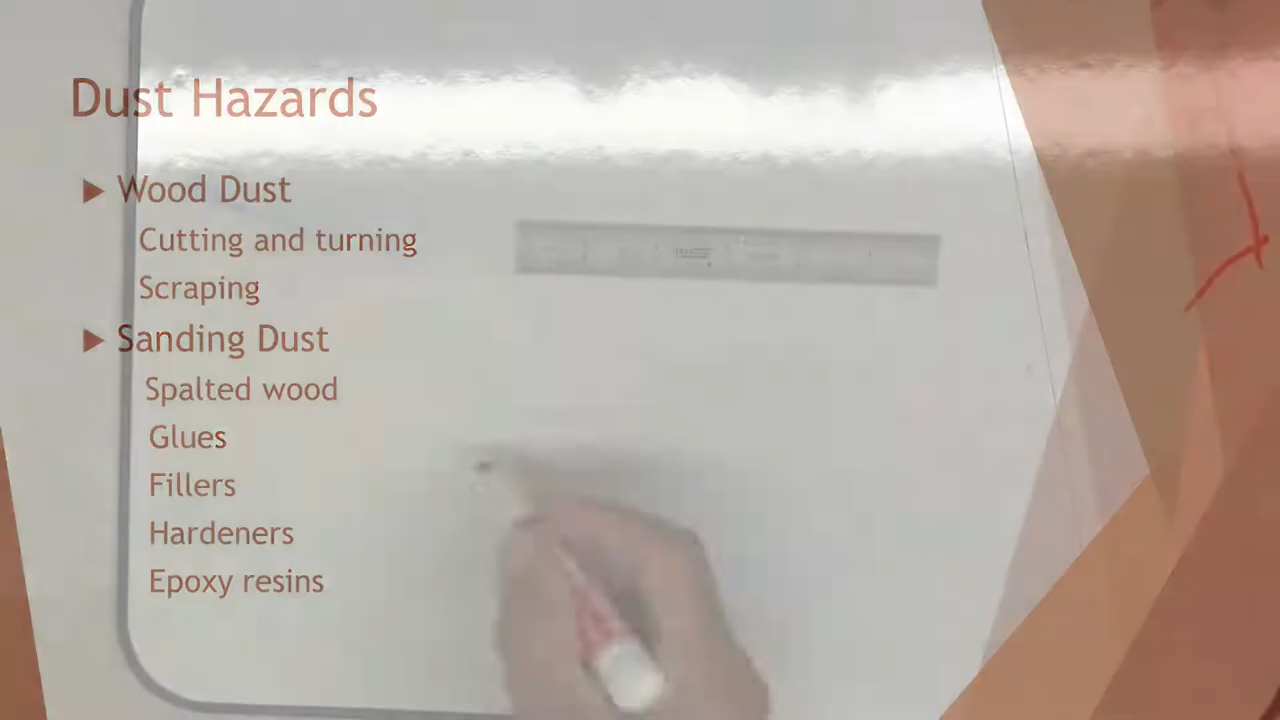 Dust Hazards
Wood Dust
Cutting and turning
Scraping
Sanding Dust
Spalted wood
Glues
Fillers
Hardeners
Epoxy resins